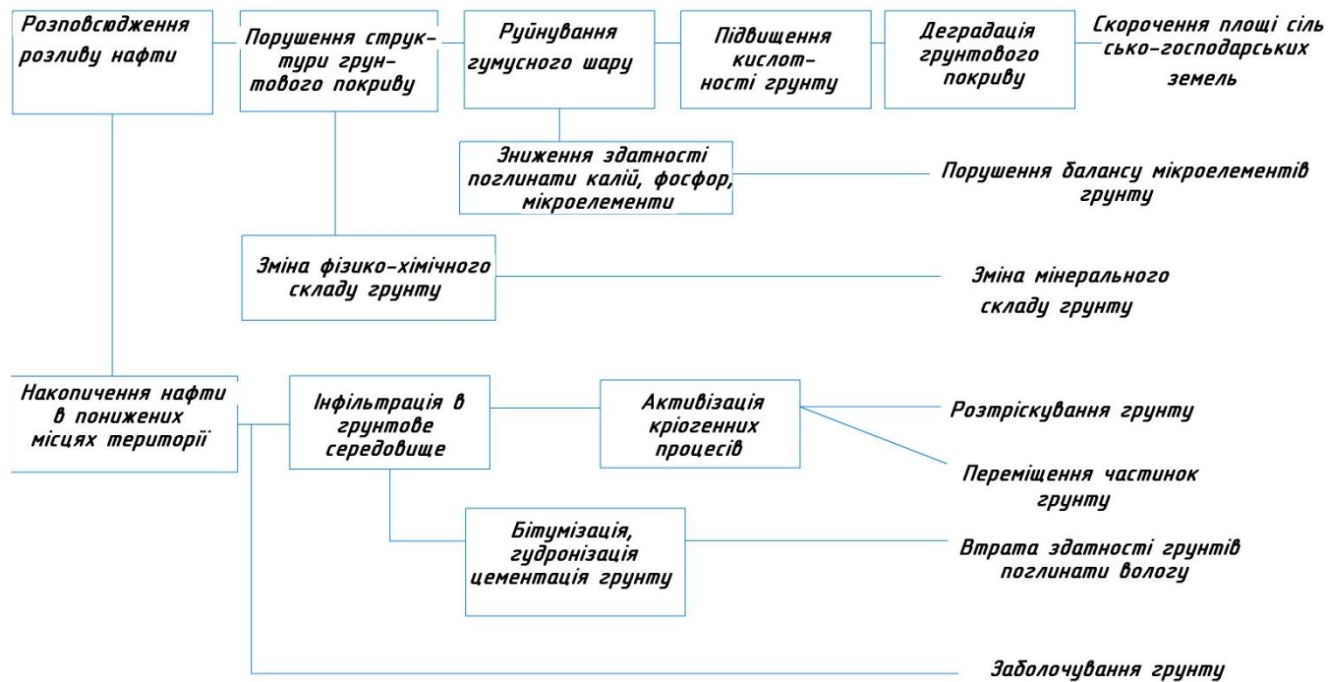 Розповсюдження
розливу нафти
Порушення струк-
тури грун-
тового покриву
Руйнування
гумусного шару
Підвищення
кислот-
ності грунту
Деградація
грунтового
покриву
Скорочення площі сіль
сько-господарських
земель
Зниження здатності
поглинати калій, фосфор,
мікроелементи
Порушення балансу мікроелементів
грунту
Зміна фізико-хімічного
складу грунту
Зміна мінерального
складу грунту
Накопичення нафти
в понижених
місцях території
Інфільтрація в
грунтове
середовище
Активізація
кріогенних
процесів
Розтріскування грунту
Переміщення частинок
грунту
Бітумізація,
гудронізація
цементація грунту
Втрата здатності грунтів
поглинати вологу
Заболочування грунту